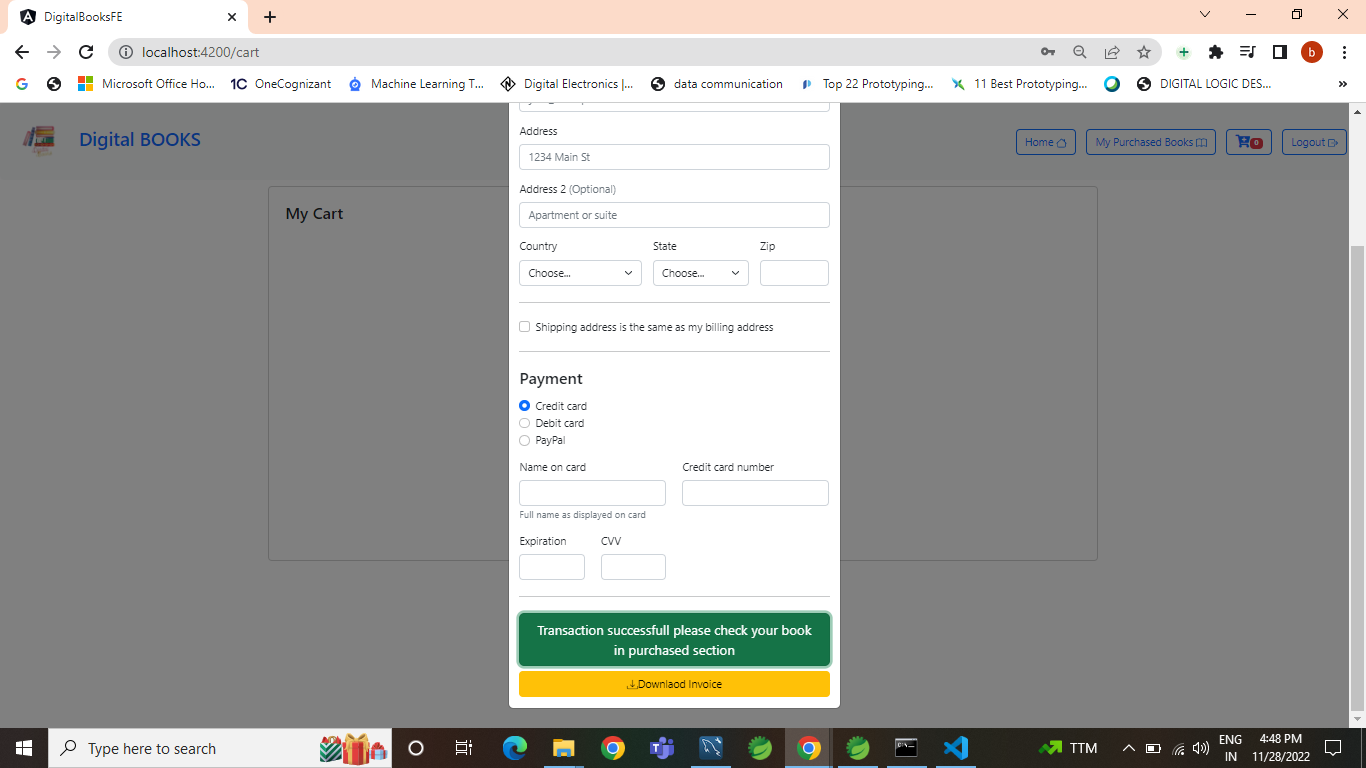 DigitalBooksFE
localhost:4200/cart
b
G
Microsoft Office Ho...
1C OneCognizant
Machine Learning T...
Digital Electronics |...
data communication
Top 22 Prototyping...
11 Best Prototyping...
DIGITAL LOGIC DES...
»
Digital BOOKS
Home
My Purchased Books
0
Logout
My Cart
Address
1234 Main St
Address 2 (Optional)
Apartment or suite
Country State Zip
Choose... Choose...
Shipping address is the same as my billing address
Payment
Credit card
Debit card
PayPal
Name on card Credit card number
Full name as displayed on card
Expiration CVV
Transaction successfull please check your book
in purchased section
Downlaod Invoice
Type here to search
TTM
ENG
IN
4:48 PM
11/28/2022